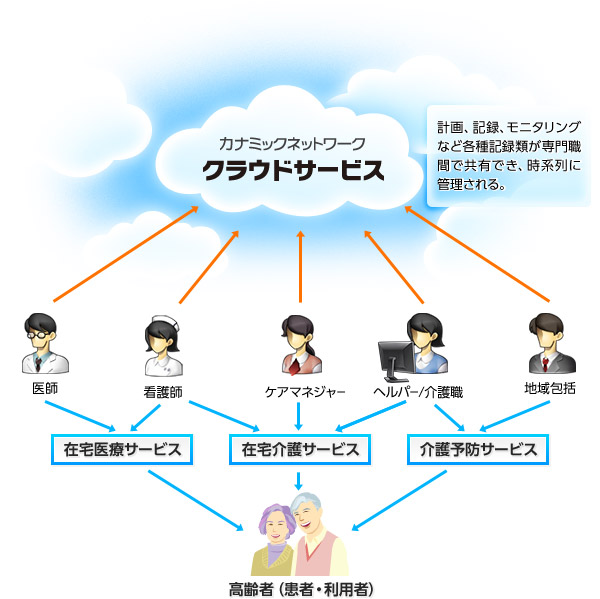 カナミックネットワーク
クラウドサービス
計画、記録、モニタリング
など各種記録類が専門職
間で共有でき、時系列に
管理される。
医師
看護師
ケアマネジャー
ヘルパー/介護職
地域包括
在宅医療サービス
在宅介護サービス
介護予防サービス
高齢者（患者・利用者）